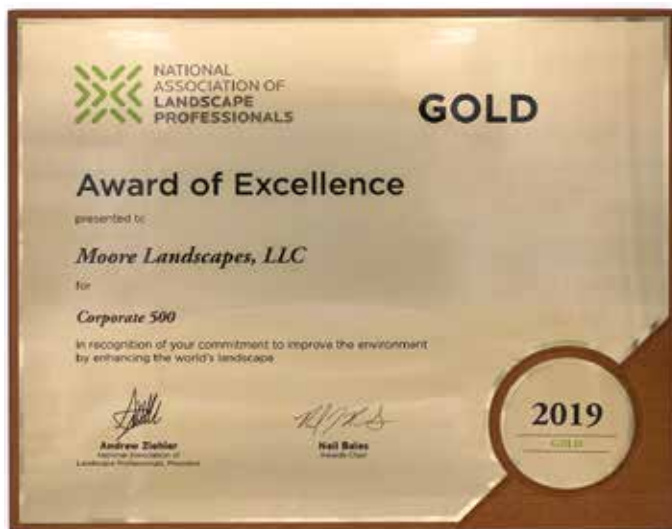 NATIONAL
ASSOCIATION OF
LANDSCAPE
PROFESSIONALS
GOLD
Award of Excellence
presented to
Moore Landscapes, LLC
for
Corporate 500
In recognition of your commitment to improve the environment
by enhancing the world's landscape
Andrew Ziehler
National Association of
Landscape Professionals, President
Neil Bales
Awards Chair
2019
GOLD